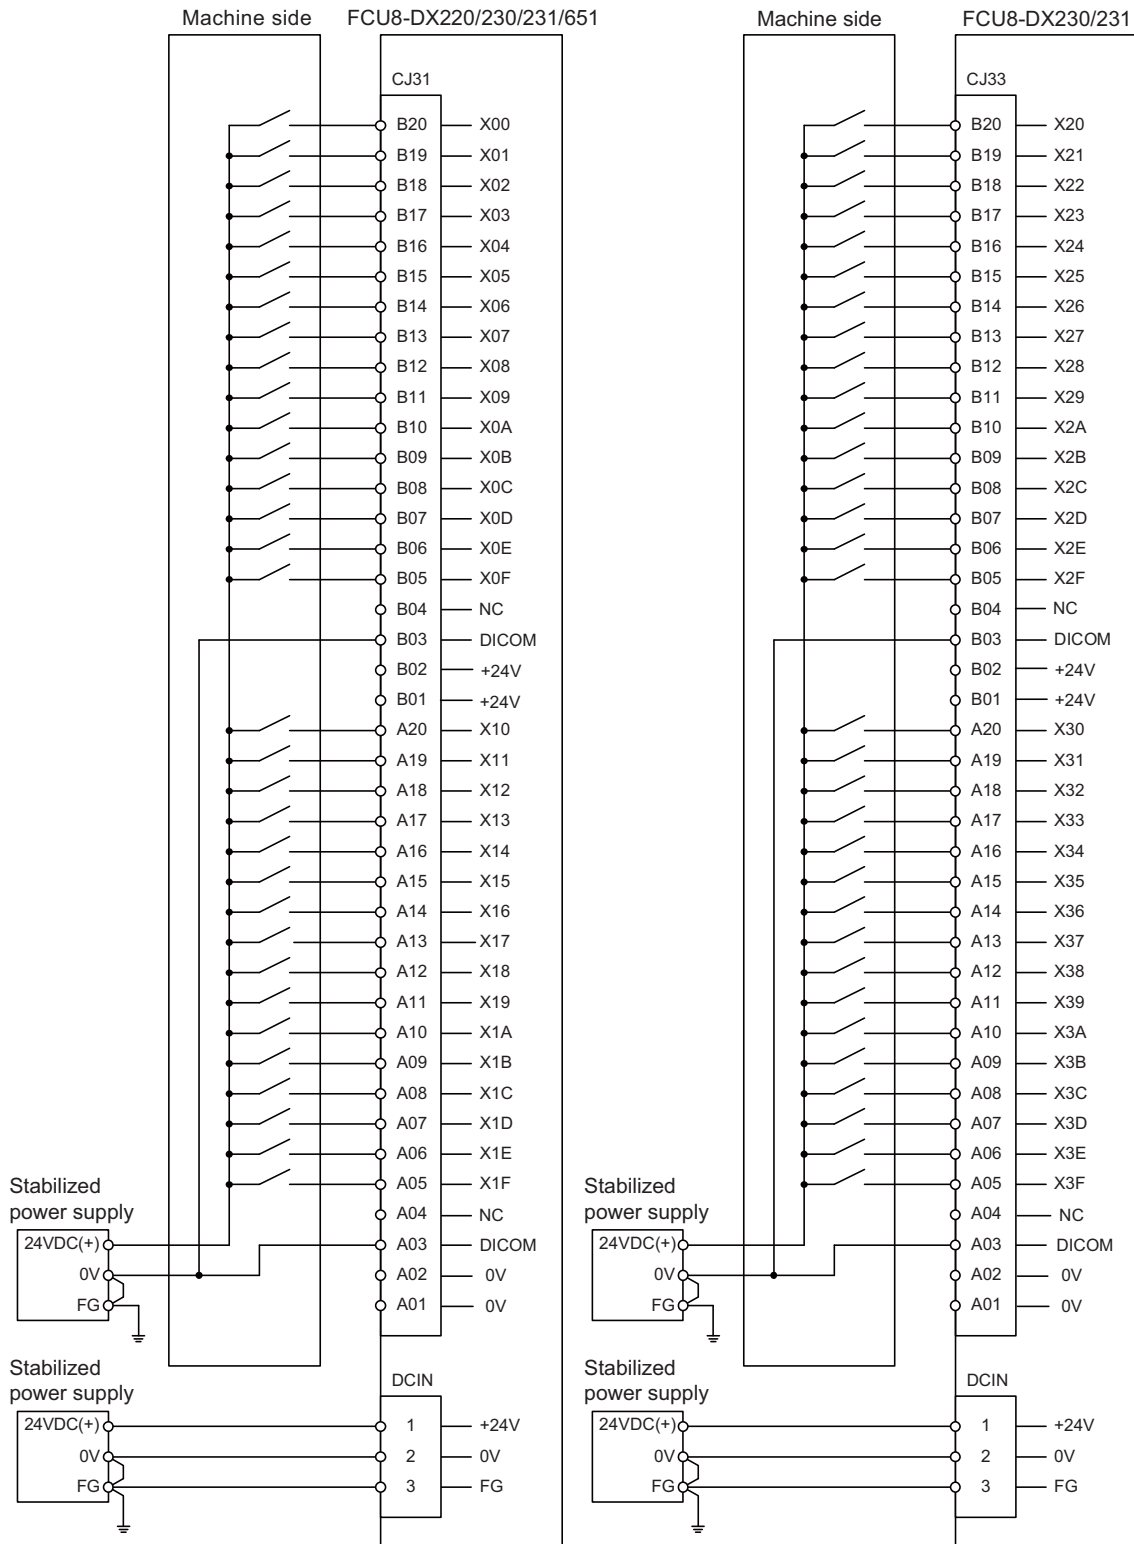 Machine side FCU8-DX220/230/231/651
CJ31
B20 X00
B19 X01
B18 X02
B17 X03
B16 X04
B15 X05
B14 X06
B13 X07
B12 X08
B11 X09
B10 X0A
B09 X0B
B08 X0C
B07 X0D
B06 X0E
B05 X0F
B04 NC
B03 DICOM
B02 +24V
B01 +24V
A20 X10
A19 X11
A18 X12
A17 X13
A16 X14
A15 X15
A14 X16
A13 X17
A12 X18
A11 X19
A10 X1A
A09 X1B
A08 X1C
A07 X1D
A06 X1E
A05 X1F
A04 NC
A03 DICOM
A02 0V
A01 0V
Stabilized
power supply
24VDC(+)
0V
FG
Stabilized
power supply
DCIN
24VDC(+) 1 +24V
0V 2 0V
FG 3 FG
Machine side FCU8-DX230/231
CJ33
B20 X20
B19 X21
B18 X22
B17 X23
B16 X24
B15 X25
B14 X26
B13 X27
B12 X28
B11 X29
B10 X2A
B09 X2B
B08 X2C
B07 X2D
B06 X2E
B05 X2F
B04 NC
B03 DICOM
B02 +24V
B01 +24V
A20 X30
A19 X31
A18 X32
A17 X33
A16 X34
A15 X35
A14 X36
A13 X37
A12 X38
A11 X39
A10 X3A
A09 X3B
A08 X3C
A07 X3D
A06 X3E
A05 X3F
A04 NC
A03 DICOM
A02 0V
A01 0V
Stabilized
power supply
24VDC(+)
0V
FG
Stabilized
power supply
DCIN
24VDC(+) 1 +24V
0V 2 0V
FG 3 FG